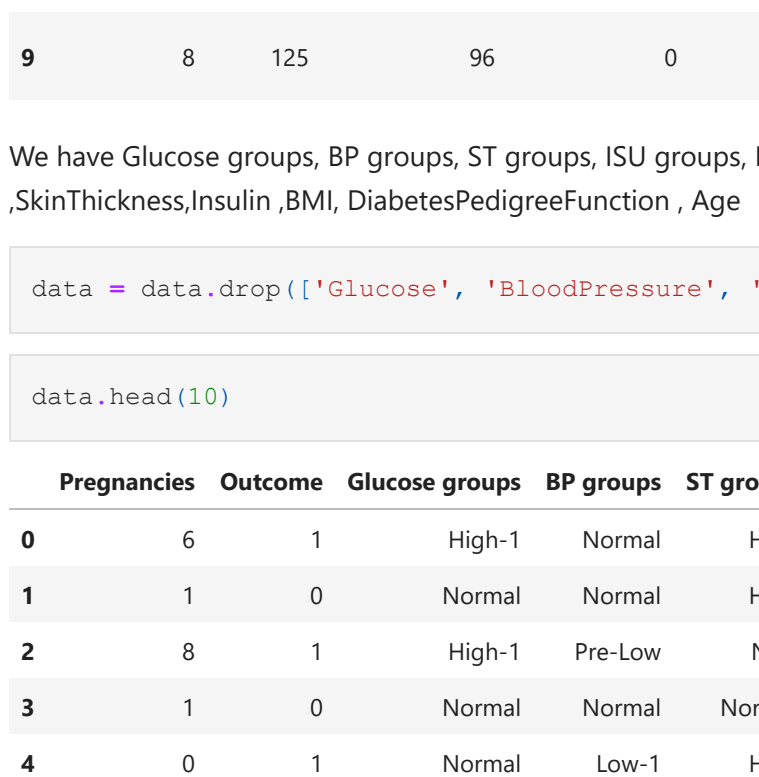 9 8 125 96 0
We have Glucose groups, BP groups, ST groups, ISU groups,
,SkinThickness,Insulin ,BMI, DiabetesPedigreeFunction , Age
data = data.drop(['Glucose', 'BloodPressure', '
data.head(10)
Pregnancies Outcome Glucose groups BP groups ST
0 6 1 High-1 Normal
1 1 0 Normal Normal
2 8 1 High-1 Pre-Low
3 1 0 Normal Normal
4 0 1 Normal Low-1